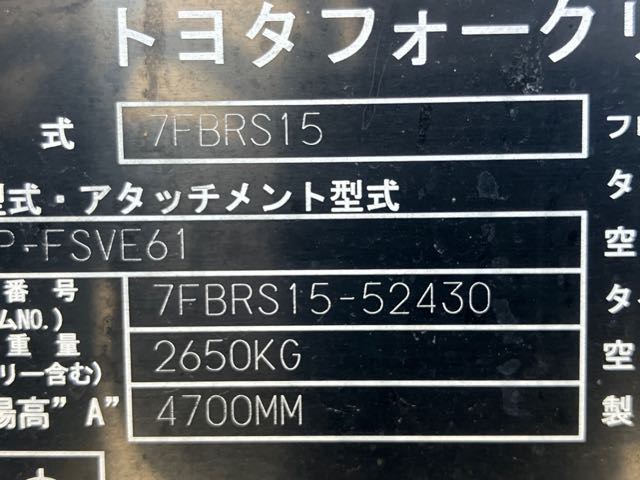 トヨタフォークリ
式 7FBRS15
型式・アタッチメント型式 タ
P-FSVE61 空
番号 7FBRS15-52430 タ
ムNO.)
重量 2650KG 空
リー含む)
揚高”A” 4700MM 製